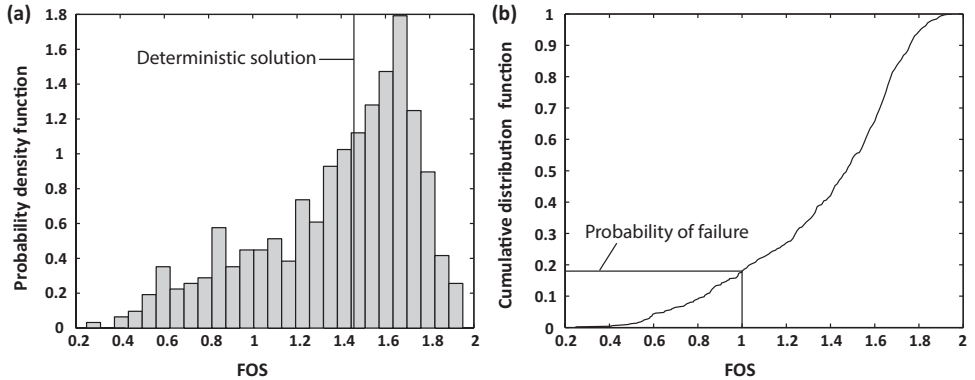 (a)
Probability density function
1.8
1.6
1.4
1.2
1
0.8
0.6
0.4
0.2
0
Deterministic solution
0.2 0.4 0.6 0.8 1.0 1.2 1.4 1.6 1.8 2
FOS
(b)
Cumulative distribution function
1
0.9
0.8
0.7
0.6
0.5
0.4
0.3
0.2
0.1
0
Probability of failure
0.2 0.4 0.6 0.8 1.0 1.2 1.4 1.6 1.8 2
FOS